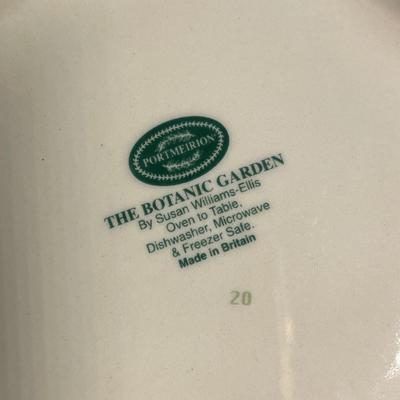 PORTMEIRION
THE BOTANIC GARDEN
By Susan Williams-Ellis
Oven to Table,
Dishwasher, Microwave
& Freezer Safe.
Made in Britain
20